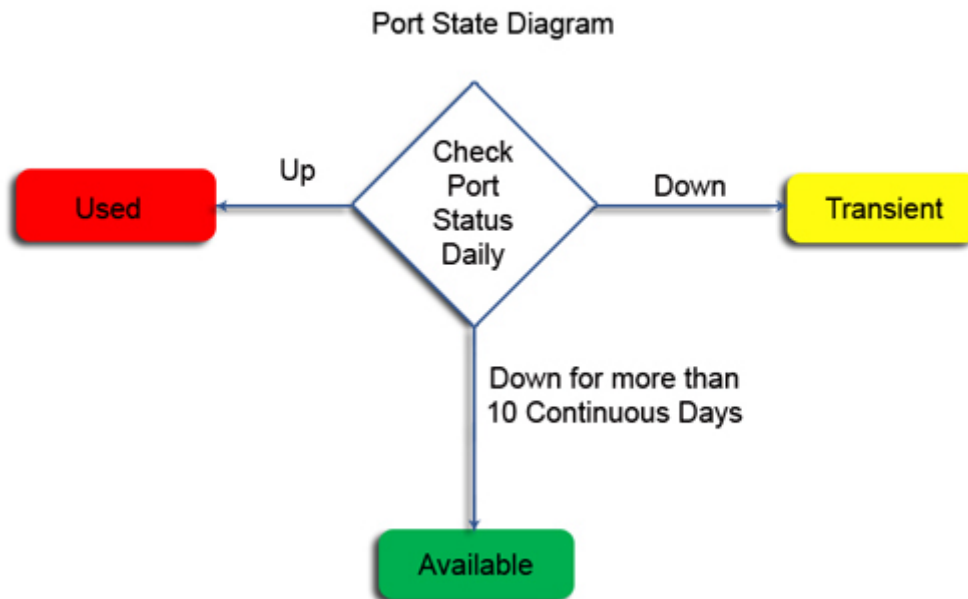 Port State Diagram
Check
Port
Status
Daily
Up
Used
Down
Transient
Down for more than
10 Continuous Days
Available